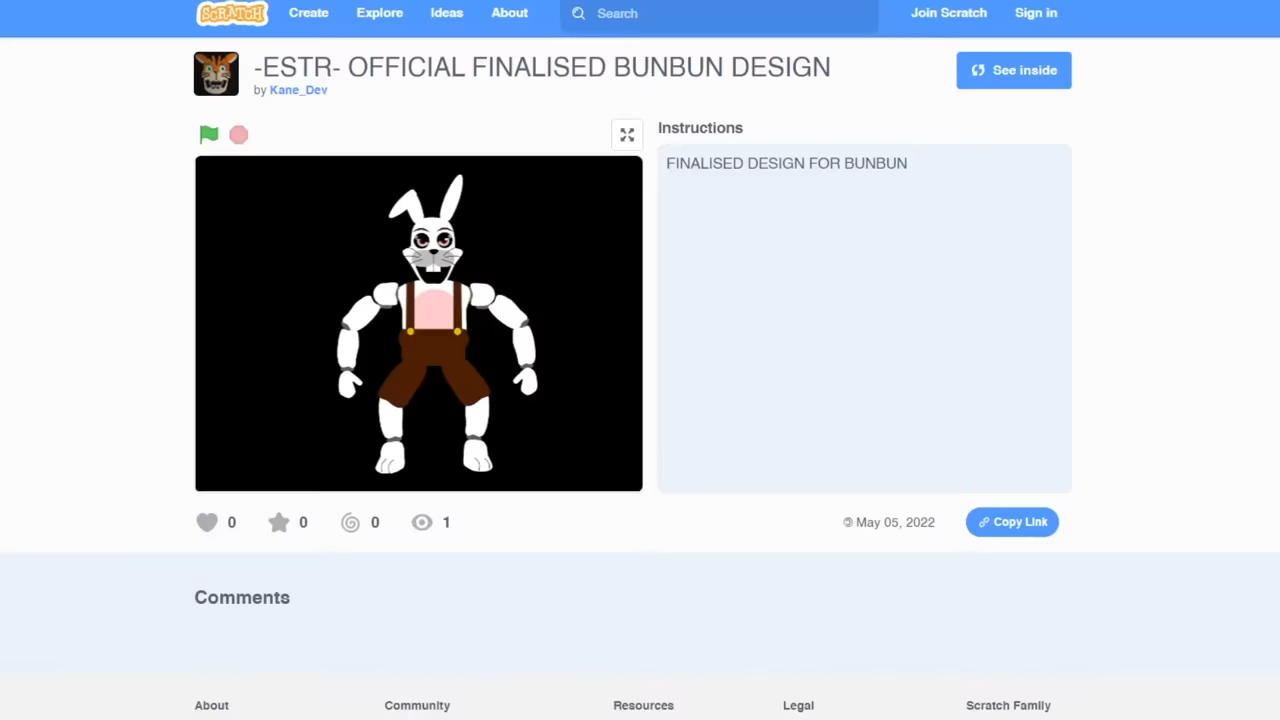 SCRATCH Create Explore Ideas About Search Join Scratch Sign in
-ESTR- OFFICIAL FINALISED BUNBUN DESIGN
by Kane_Dev
See inside
Instructions
FINALISED DESIGN FOR BUNBUN
0 0 0 1
May 05, 2022
Copy Link
Comments
About Community Resources Legal Scratch Family